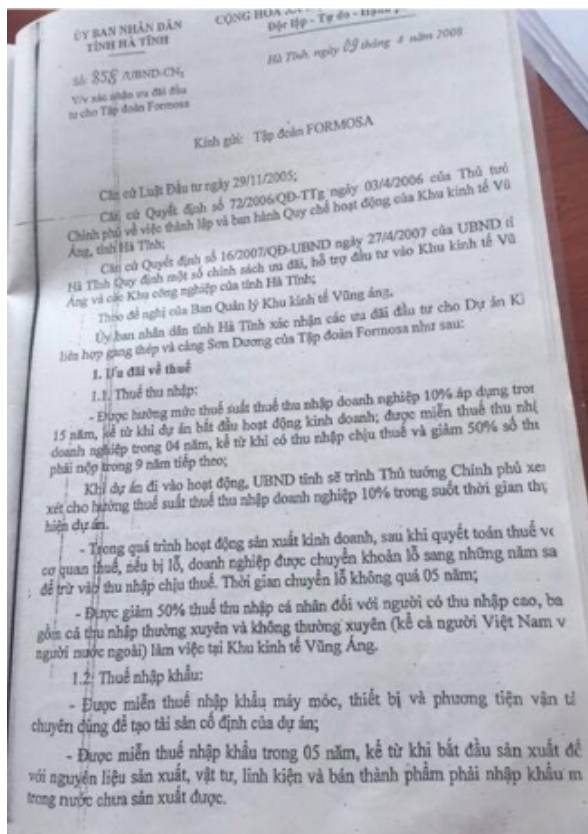 ỦY BAN NHÂN DÂN
TỈNH HÀ TĨNH
CỘNG HÒA
Độc lập - Tự do - Hạnh
Số: 858 /UBND-CN2
V/v xác nhận ưu đãi đầu
tư cho Tập đoàn Formosa
Hà Tĩnh, ngày 09 tháng năm 2008
Kính gửi: Tập đoàn FORMOSA
Căn cứ Luật Đầu tư ngày 29/11/2005;
Căn cứ Quyết định số 72/2006/QĐ-TTg ngày 03/4/2006 của Thủ tướ
Chính phủ về việc thành lập và ban hành Quy chế hoạt động của Khu kinh tế Vũ
Áng, tỉnh Hà Tĩnh;
Căn cứ Quyết định số 16/2007/QĐ-UBND ngày 27/4/2007 của UBND tỉ
Hà Tĩnh Quy định một số chính sách ưu đãi, hỗ trợ đầu tư vào Khu kinh tế Vũ
Áng và các Khu công nghiệp của tỉnh Hà Tĩnh;
Theo đề nghị của Ban Quản lý Khu kinh tế Vũng áng,
Ủy ban nhân dân tỉnh Hà Tĩnh xác nhận các ưu đãi đầu tư cho Dự án Kl
liên hợp gang thép và cảng Sơn Dương của Tập đoàn Formosa như sau:
1. Ưu đãi về thuế
1.1. Thuế thu nhập:
- Được hưởng mức thuế suất thuế thu nhập doanh nghiệp 10% áp dụng tron
15 năm, kể từ khi dự án bắt đầu hoạt động kinh doanh; được miễn thuế thu nhậ
doanh nghiệp trong 04 năm, kể từ khi có thu nhập chịu thuế và giảm 50% số thu
phải nộp trong 9 năm tiếp theo;
Khi dự án đi vào hoạt động, UBND tỉnh sẽ trình Thủ tướng Chính phủ xe
xét cho hưởng thuế suất thuế thu nhập doanh nghiệp 10% trong suốt thời gian thự
hiện dự án.
- Trong quá trình hoạt động sản xuất kinh doanh, sau khi quyết toán thuế vớ
cơ quan thuế, nếu bị lỗ, doanh nghiệp được chuyển khoản lỗ sang những năm sa
để trừ vào thu nhập chịu thuế. Thời gian chuyển lỗ không quá 05 năm;
- Được giảm 50% thuế thu nhập cá nhân đối với người có thu nhập cao, ba
gồm cả thu nhập thường xuyên và không thường xuyên (kể cả người Việt Nam v
người nước ngoài) làm việc tại Khu kinh tế Vũng Áng.
1.2. Thuế nhập khẩu:
- Được miễn thuế nhập khẩu máy móc, thiết bị và phương tiện vận tả
chuyên dùng để tạo tài sản cố định của dự án;
- Được miễn thuế nhập khẩu trong 05 năm, kể từ khi bắt đầu sản xuất đố
với nguyên liệu sản xuất, vật tư, linh kiện và bán thành phẩm phải nhập khẩu m
trong nước chưa sản xuất được.